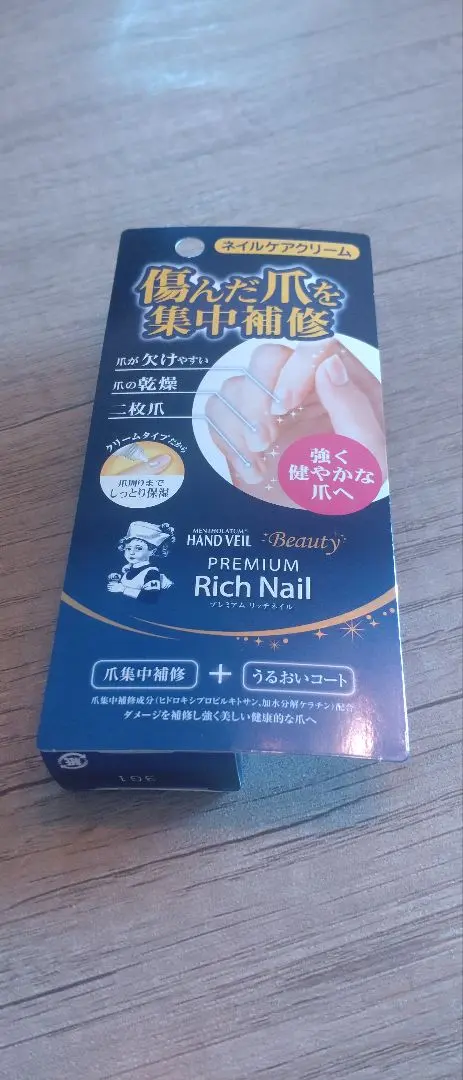 ネイルケアクリーム
傷んだ爪を
集中補修
爪が欠けやすい
爪の乾燥
二枚爪
クリームタイプだから
爪周りまで
しっとり保湿
強く
健やかな
爪へ
MENTHOLATUM®
HAND VEIL Beauty
PREMIUM
Rich Nail
プレミアム リッチネイル
爪集中補修 + うるおいコート
爪集中補修成分(ヒドロキシプロピルキトサン、加水分解ケラチン)配合
ダメージを補修し強く美しい健康的な爪へ
3G1